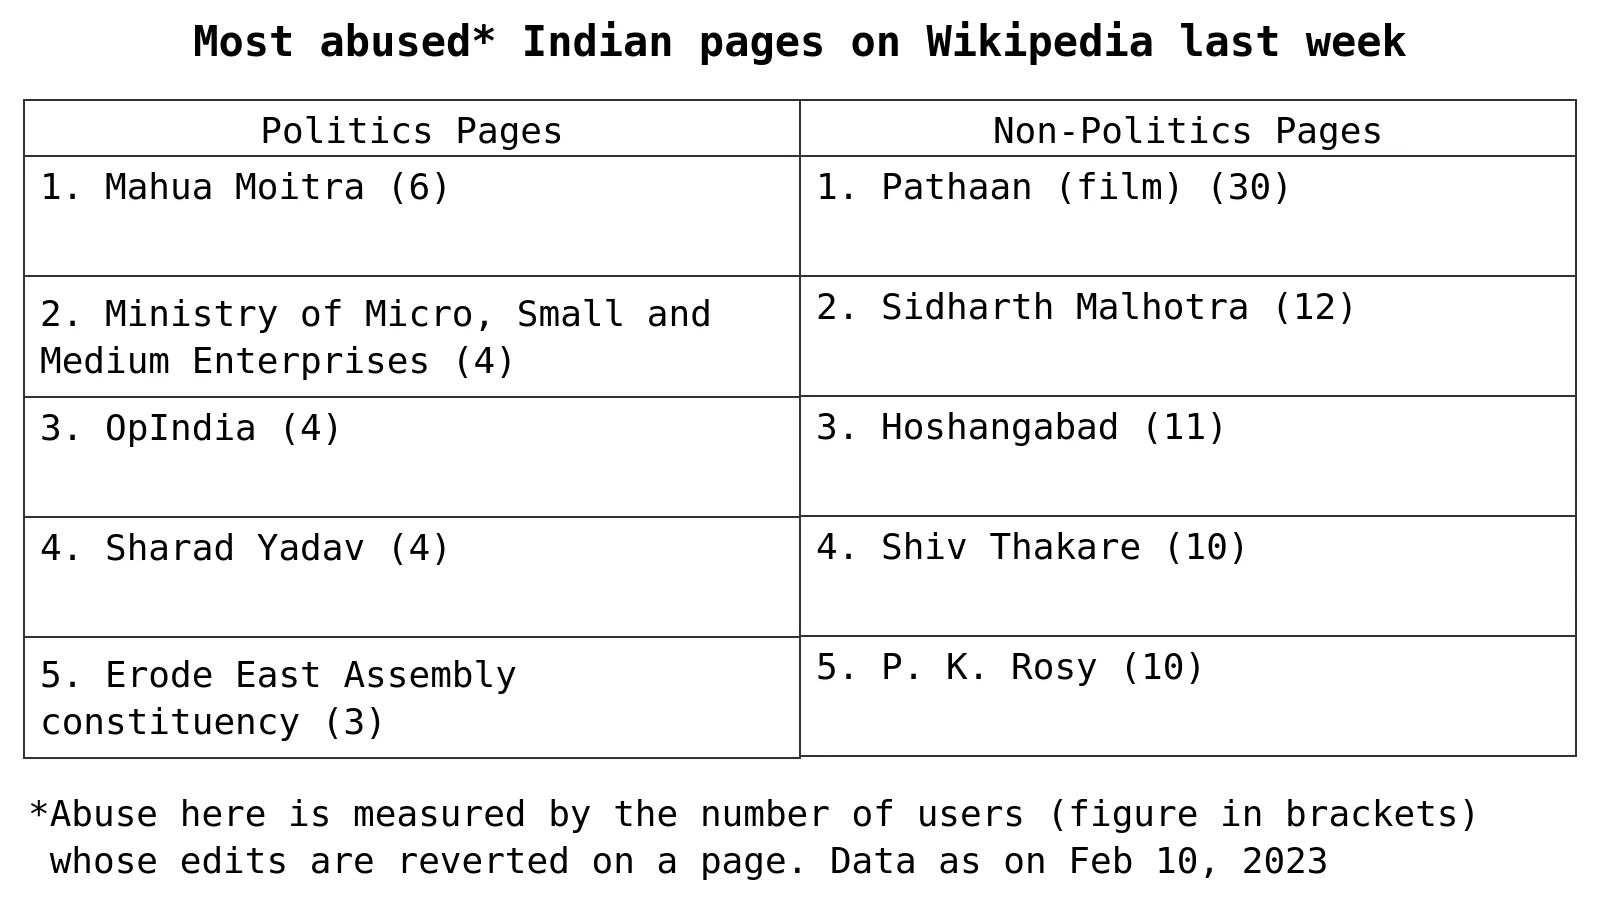 Most abused* Indian pages on Wikipedia last week
Politics Pages
Non-Politics Pages
1. Mahua Moitra (6)
1. Pathaan (film) (30)
2. Ministry of Micro, Small and
Medium Enterprises (4)
2. Sidharth Malhotra (12)
3. OpIndia (4)
3. Hoshangabad (11)
4. Sharad Yadav (4)
4. Shiv Thakare (10)
5. Erode East Assembly
constituency (3)
5. P. K. Rosy (10)
*Abuse here is measured by the number of users (figure in brackets)
whose edits are reverted on a page. Data as on Feb 10, 2023